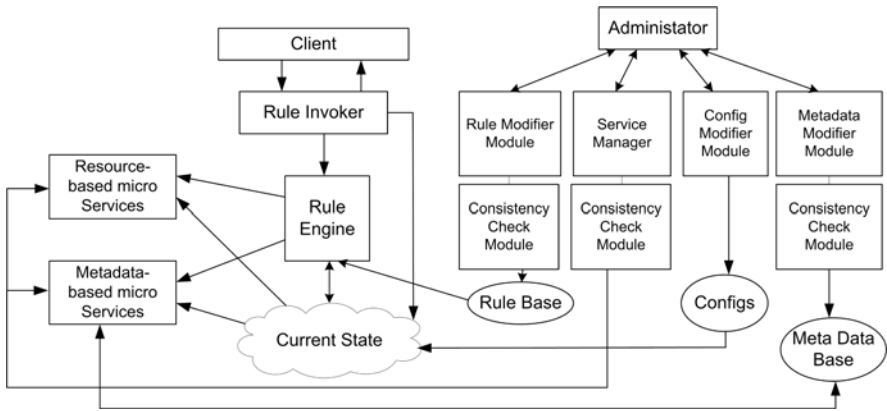 Client
Administator
Rule Invoker
Rule Modifier
Module
Service
Manager
Config
Modifier
Module
Metadata
Modifier
Module
Resource-
based micro
Services
Rule
Engine
Consistency
Check
Module
Consistency
Check
Module
Consistency
Check
Module
Metadata-
based micro
Services
Rule Base
Configs
Current State
Meta Data
Base